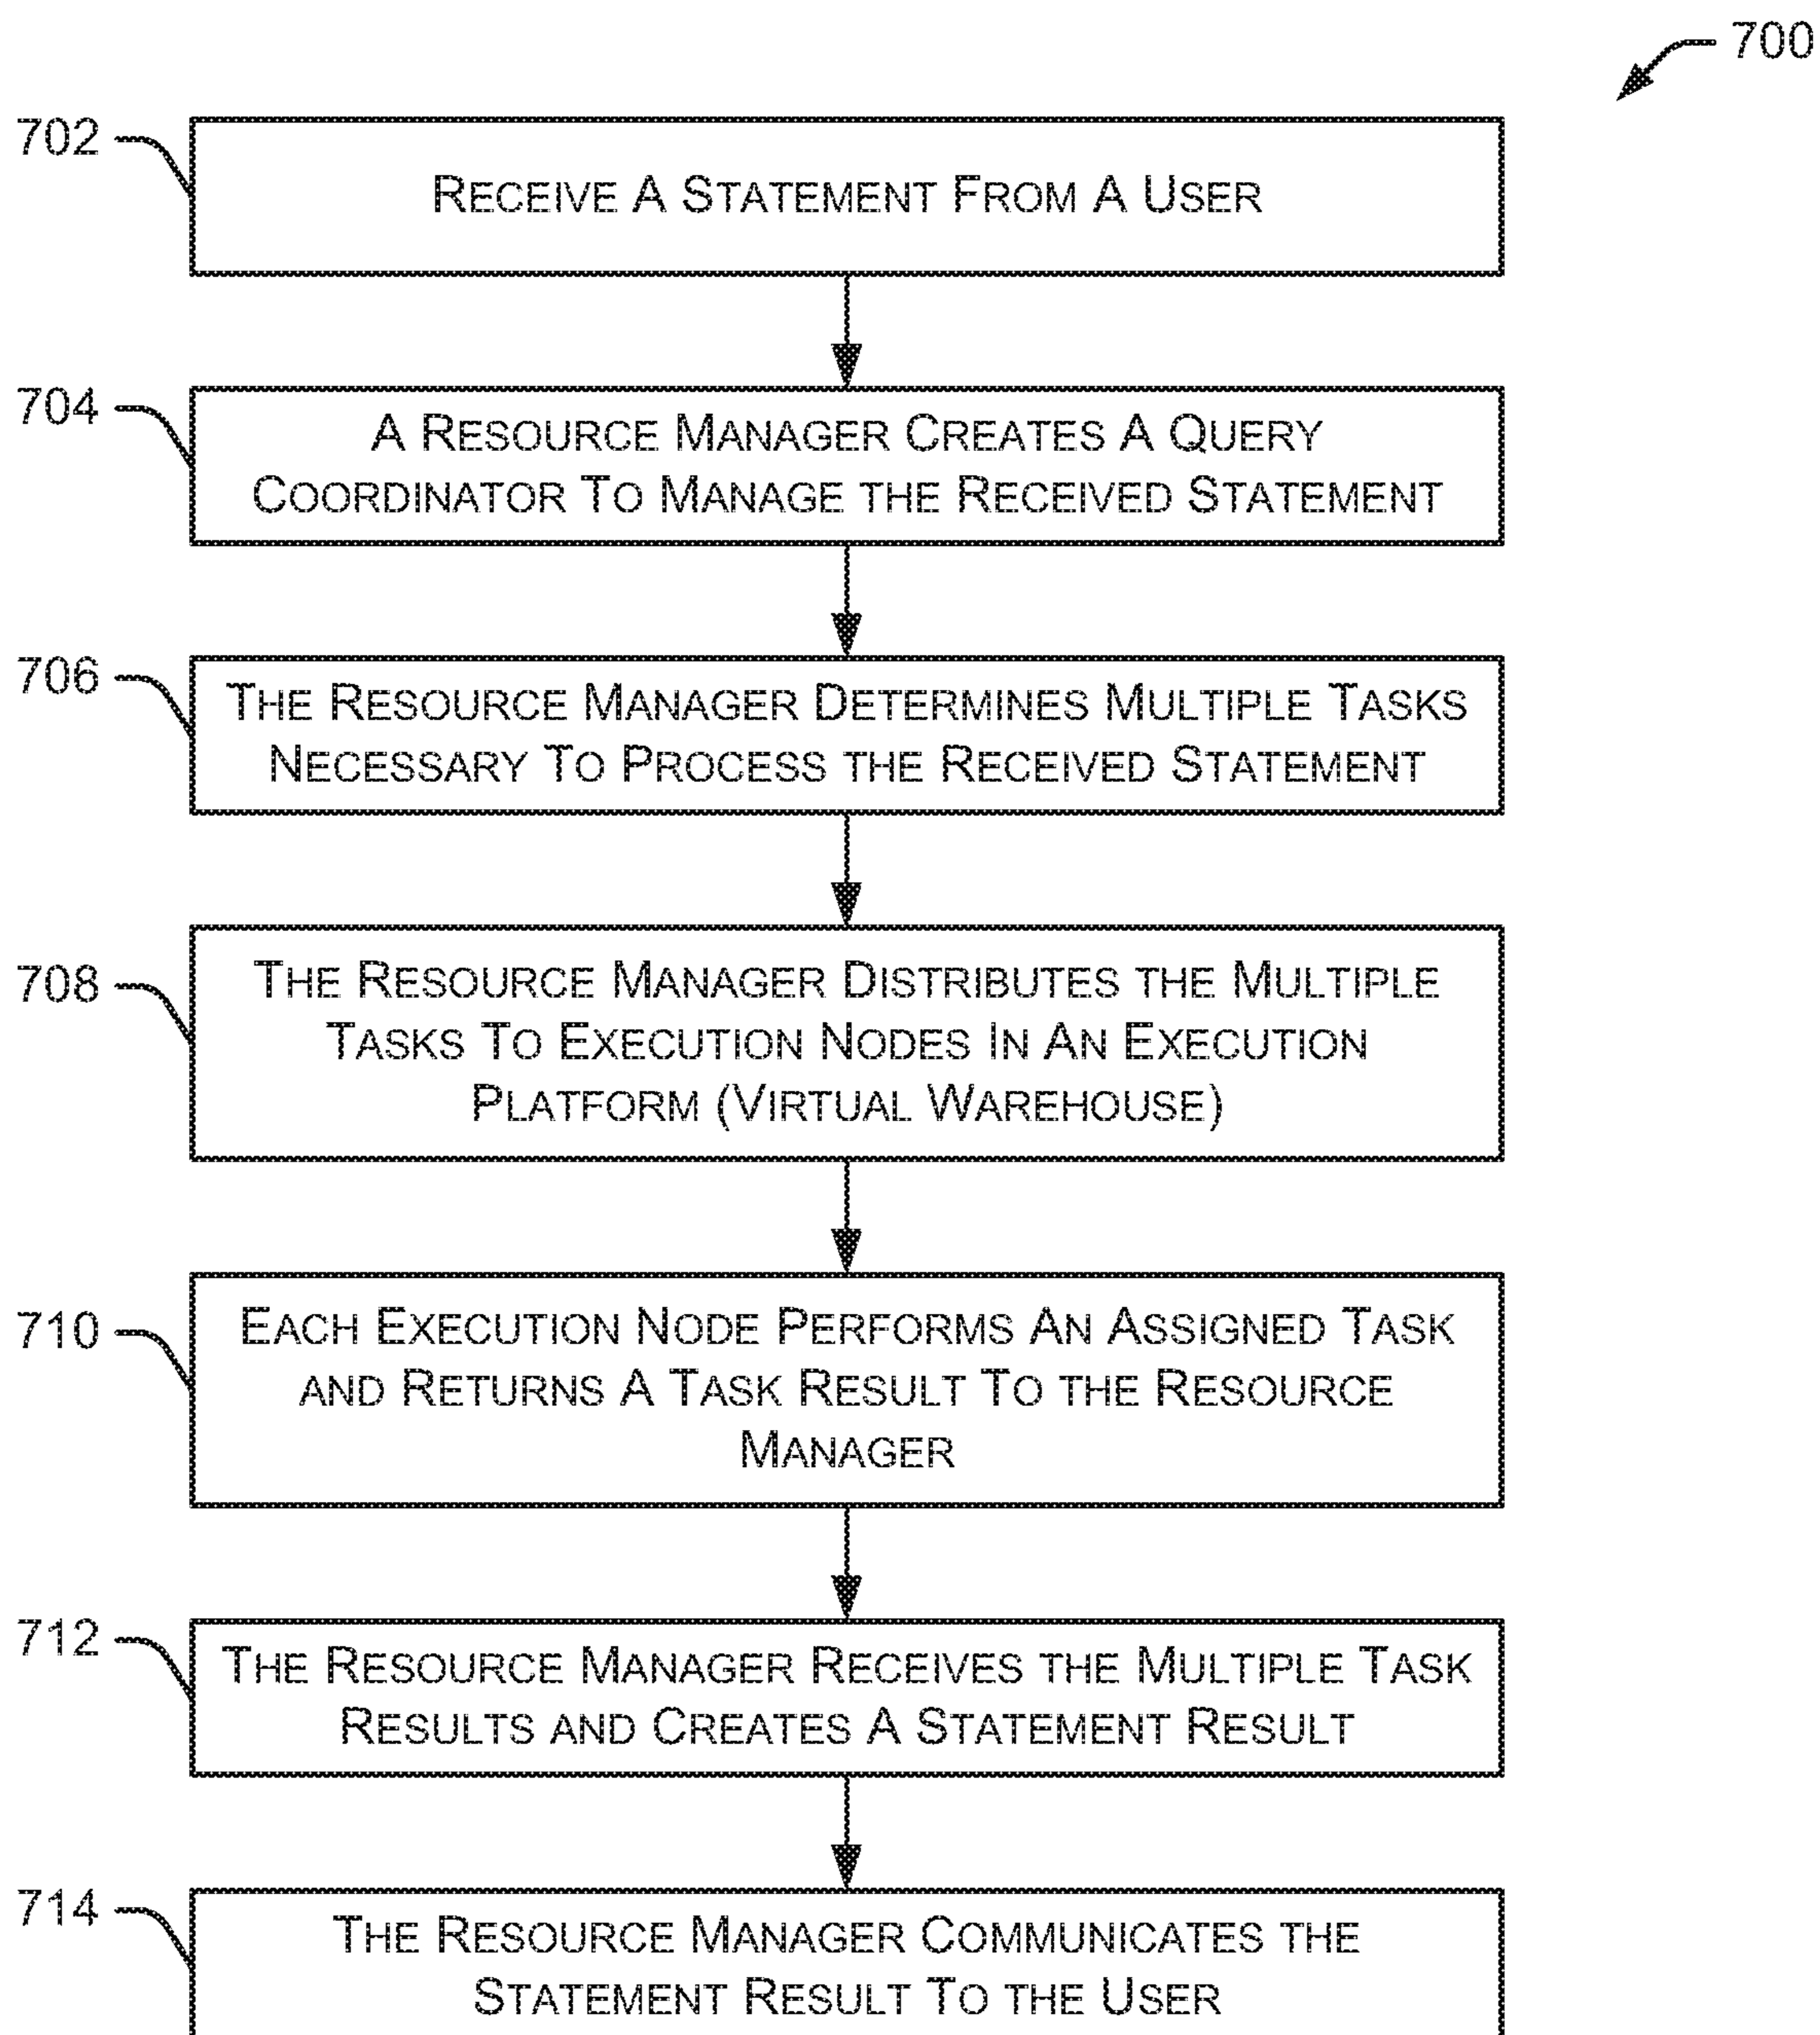 700
702
RECEIVE A STATEMENT FROM A USER
704
A RESOURCE MANAGER CREATES A QUERY
COORDINATOR TO MANAGE THE RECEIVED STATEMENT
706
THE RESOURCE MANAGER DETERMINES MULTIPLE TASKS
NECESSARY TO PROCESS THE RECEIVED STATEMENT
708
THE RESOURCE MANAGER DISTRIBUTES THE MULTIPLE
TASKS TO EXECUTION NODES IN AN EXECUTION
PLATFORM (VIRTUAL WAREHOUSE)
710
EACH EXECUTION NODE PERFORMS AN ASSIGNED TASK
AND RETURNS A TASK RESULT TO THE RESOURCE
MANAGER
712
THE RESOURCE MANAGER RECEIVES THE MULTIPLE TASK
RESULTS AND CREATES A STATEMENT RESULT
714
THE RESOURCE MANAGER COMMUNICATES THE
STATEMENT RESULT TO THE USER